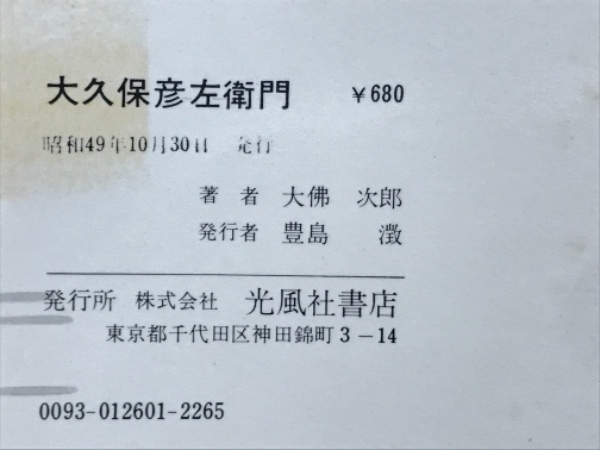 大久保彦左衛門 ¥680
昭和49年10月30日 発行
著者 大佛 次郎
発行者 豊島 澂
発行所 株式会社 光風社書店
東京都千代田区神田錦町3－14
0093-012601-2265